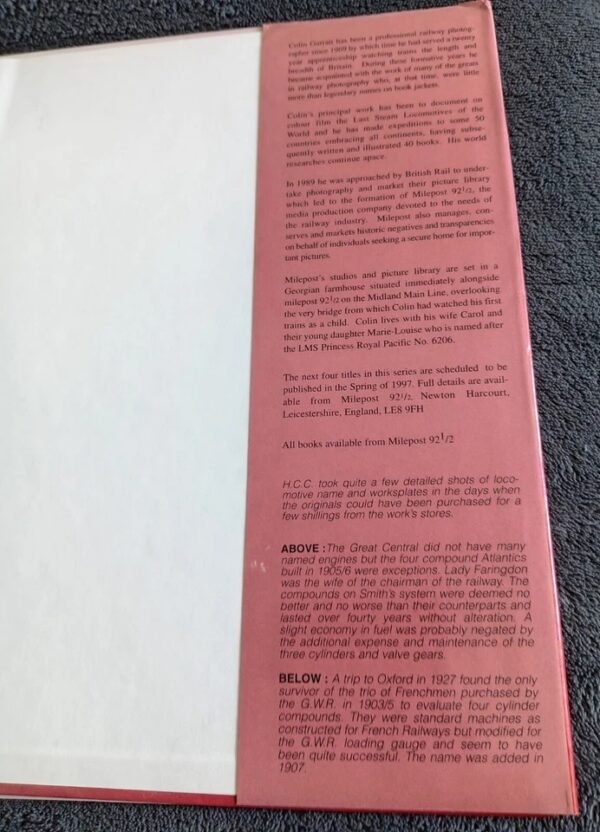 Colin Garratt has been a professional railway photog-
rapher since 1969 by which time he had served a twenty
year apprenticeship watching trains the length and
breadth of Britain. During these formative years he
became acquainted with the work of many of the greats
in railway photography who, at that time, were little
more than legendary names on book jackets.
Colin's principal work has been to document on
colour film the Last Steam Locomotives of the
World and he has made expeditions to some 50
countries embracing all continents, having subse-
quently written and illustrated 40 books. His world
researches continue apace.
In 1989 he was approached by British Rail to under-
take photography and market their picture library
which led to the formation of Milepost 92½, the
media production company devoted to the needs of
the railway industry. Milepost also manages, con-
serves and markets historic negatives and transparencies
on behalf of individuals seeking a secure home for impor-
tant pictures.
Milepost's studios and picture library are set in a
Georgian farmhouse situated immediately alongside
milepost 92½ on the Midland Main Line, overlooking
the very bridge from which Colin had watched his first
trains as a child. Colin lives with his wife Carol and
their young daughter Marie-Louise who is named after
the LMS Princess Royal Pacific No. 6206.
The next four titles in this series are scheduled to be
published in the Spring of 1997. Full details are avail-
able from Milepost 92½, Newton Harcourt,
Leicestershire, England, LE8 9FH
All books available from Milepost 92½
H.C.C. took quite a few detailed shots of loco-
motive name and worksplates in the days when
the originals could have been purchased for a
few shillings from the work's stores.
ABOVE :The Great Central did not have many
named engines but the four compound Atlantics
built in 1905/6 were exceptions. Lady Faringdon
was the wife of the chairman of the railway. The
compounds on Smith's system were deemed no
better and no worse than their counterparts and
lasted over fourty years without alteration. A
slight economy in fuel was probably negated by
the additional expense and maintenance of the
three cylinders and valve gears.
BELOW : A trip to Oxford in 1927 found the only
survivor of the trio of Frenchmen purchased by
the G.W.R. in 1903/5 to evaluate four cylinder
compounds. They were standard machines as
constructed for French Railways but modified for
the G.W.R. loading gauge and seem to have
been quite successful. The name was added in
1907.